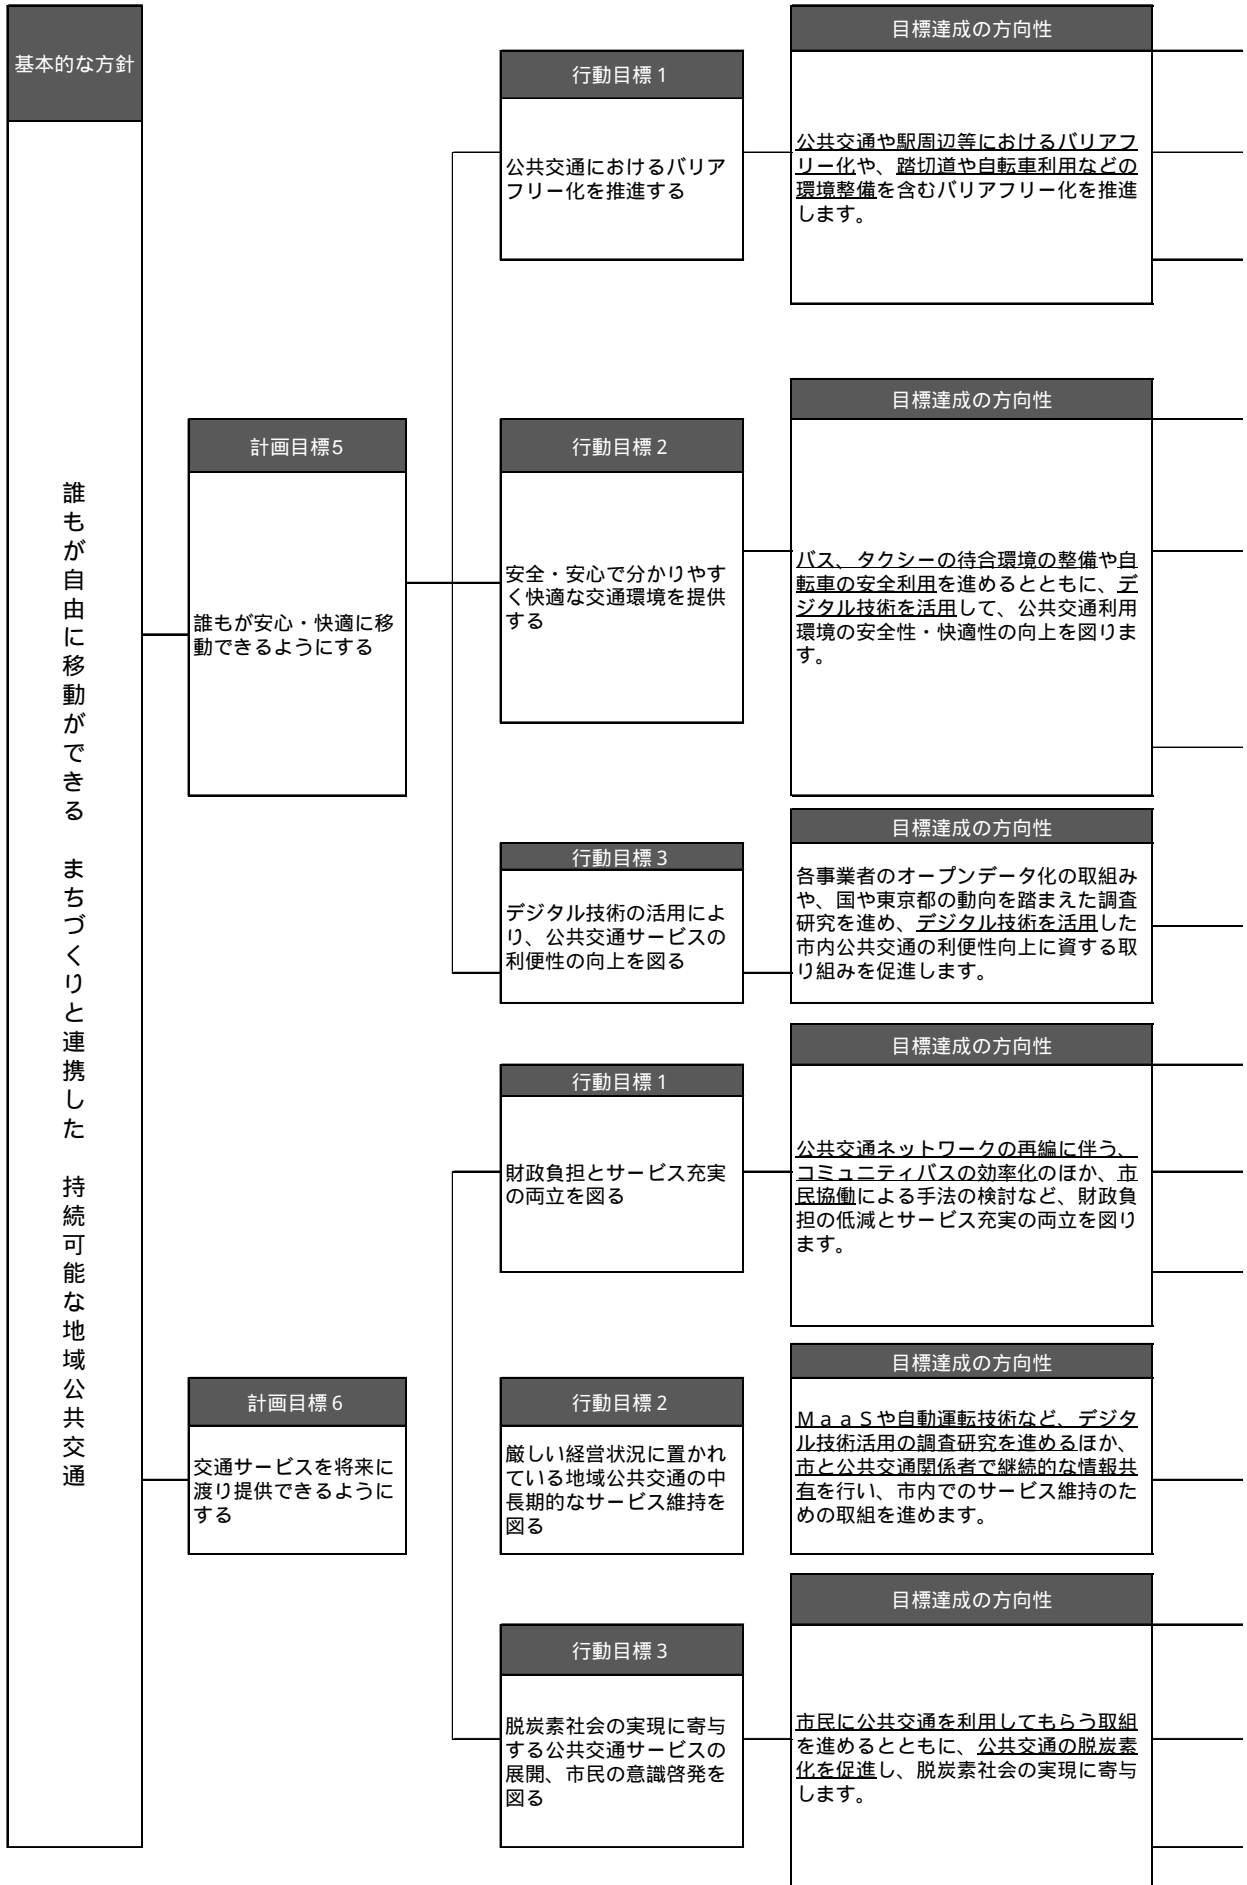 基本的な方針
誰もが自由に移動ができる　まちづくりと連携した　持続可能な地域公共交通
計画目標5
誰もが安心・快適に移
動できるようにする
行動目標１
公共交通におけるバリア
フリー化を推進する
目標達成の方向性
公共交通や駅周辺等におけるバリアフ
リー化や、踏切道や自転車利用などの
環境整備を含むバリアフリー化を推進
します。
行動目標２
安全・安心で分かりやす
く快適な交通環境を提供
する
目標達成の方向性
バス、タクシーの待合環境の整備や自
転車の安全利用を進めるとともに、デ
ジタル技術を活用して、公共交通利用
環境の安全性・快適性の向上を図りま
す。
行動目標３
デジタル技術の活用によ
り、公共交通サービスの
利便性の向上を図る
目標達成の方向性
各事業者のオープンデータ化の取組み
や、国や東京都の動向を踏まえた調査
研究を進め、デジタル技術を活用した
市内公共交通の利便性向上に資する取
り組みを促進します。
計画目標６
交通サービスを将来に
渡り提供できるように
する
行動目標１
財政負担とサービス充実
の両立を図る
目標達成の方向性
公共交通ネットワークの再編に伴う、
コミュニティバスの効率化のほか、市
民協働による手法の検討など、財政負
担の低減とサービス充実の両立を図り
ます。
行動目標２
厳しい経営状況に置かれ
ている地域公共交通の中
長期的なサービス維持を
図る
目標達成の方向性
ＭａａＳや自動運転技術など、デジタ
ル技術活用の調査研究を進めるほか、
市と公共交通関係者で継続的な情報共
有を行い、市内でのサービス維持のた
めの取組を進めます。
行動目標３
脱炭素社会の実現に寄与
する公共交通サービスの
展開、市民の意識啓発を
図る
目標達成の方向性
市民に公共交通を利用してもらう取組
を進めるとともに、公共交通の脱炭素
化を促進し、脱炭素社会の実現に寄与
します。